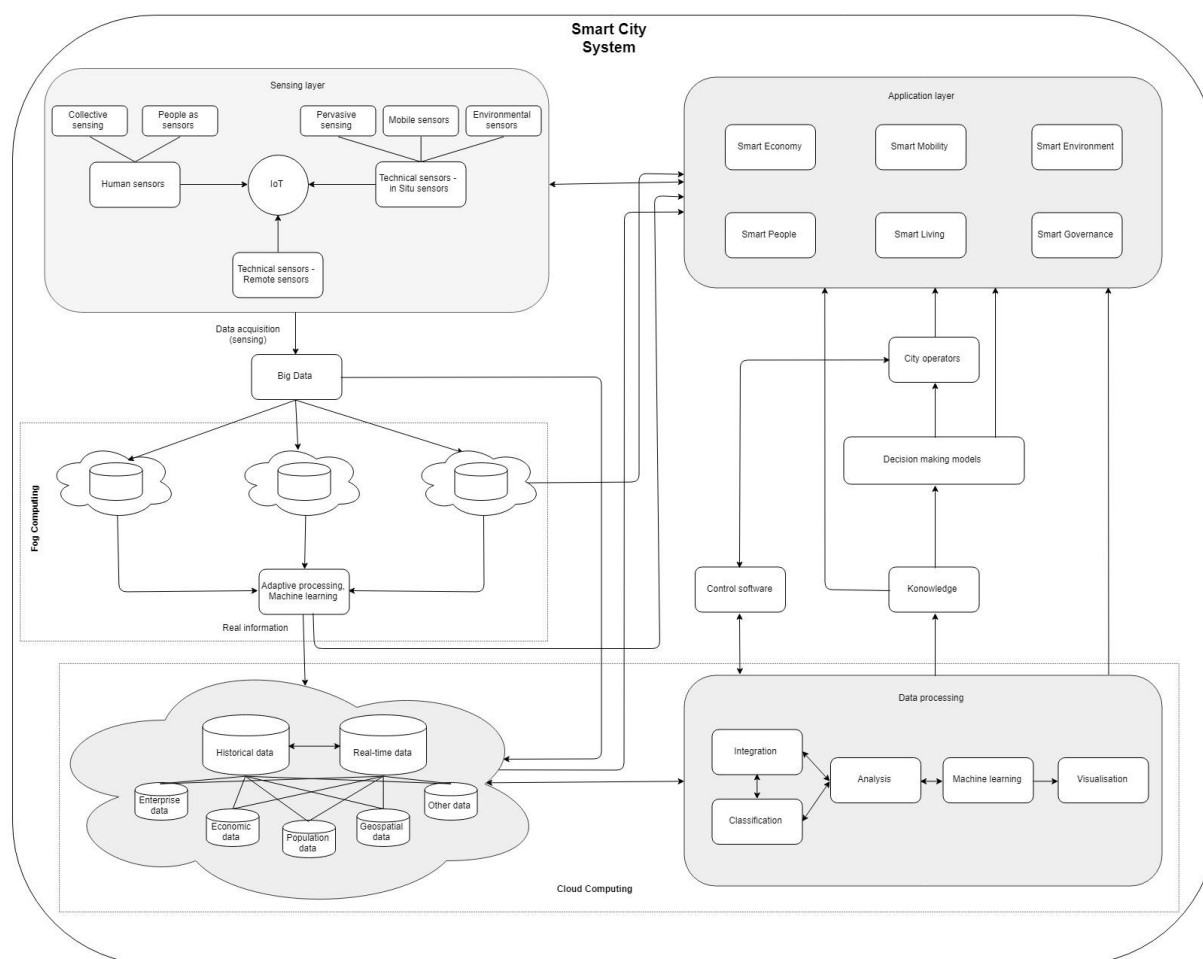 Smart City
System
Sensing layer
Collective
sensing
People as
sensors
Pervasive
sensing
Mobile sensors
Environmental
sensors
Human sensors
IoT
Technical sensors -
in Situ sensors
Technical sensors -
Remote sensors
Application layer
Smart Economy
Smart Mobility
Smart Environment
Smart People
Smart Living
Smart Governance
Data acquisition
(sensing)
Big Data
City operators
Decision making models
Fog Computing
Adaptive processing,
Machine learning
Real information
Control software
Konowledge
Historical data
Real-time data
Enterprise
data
Economic
data
Population
data
Geospatial
data
Other data
Data processing
Integration
Classification
Analysis
Machine learning
Visualisation
Cloud Computing